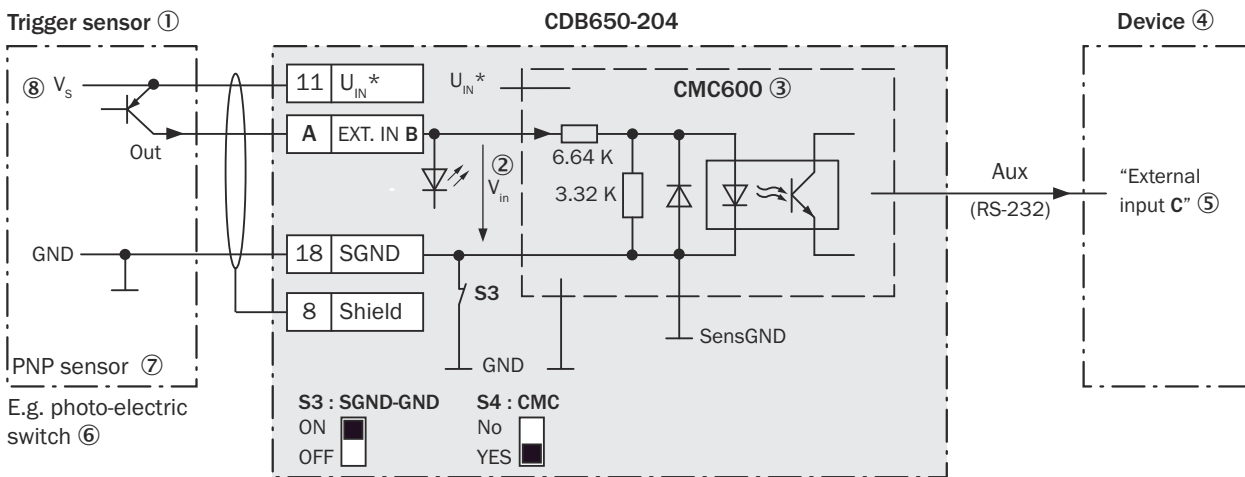 Trigger sensor ①
CDB650-204
Device ④
⑧ Vs
11 UIN*
UIN*
CMC600 ③
A EXT. IN B
Out
②
Vin
6.64 K
3.32 K
Aux
(RS-232)
"External
input C" ⑤
GND
18 SGND
S3
8 Shield
SensGND
GND
PNP sensor ⑦
E.g. photo-electric
switch ⑥
S3 : SGND-GND
ON
OFF
S4 : CMC
No
YES